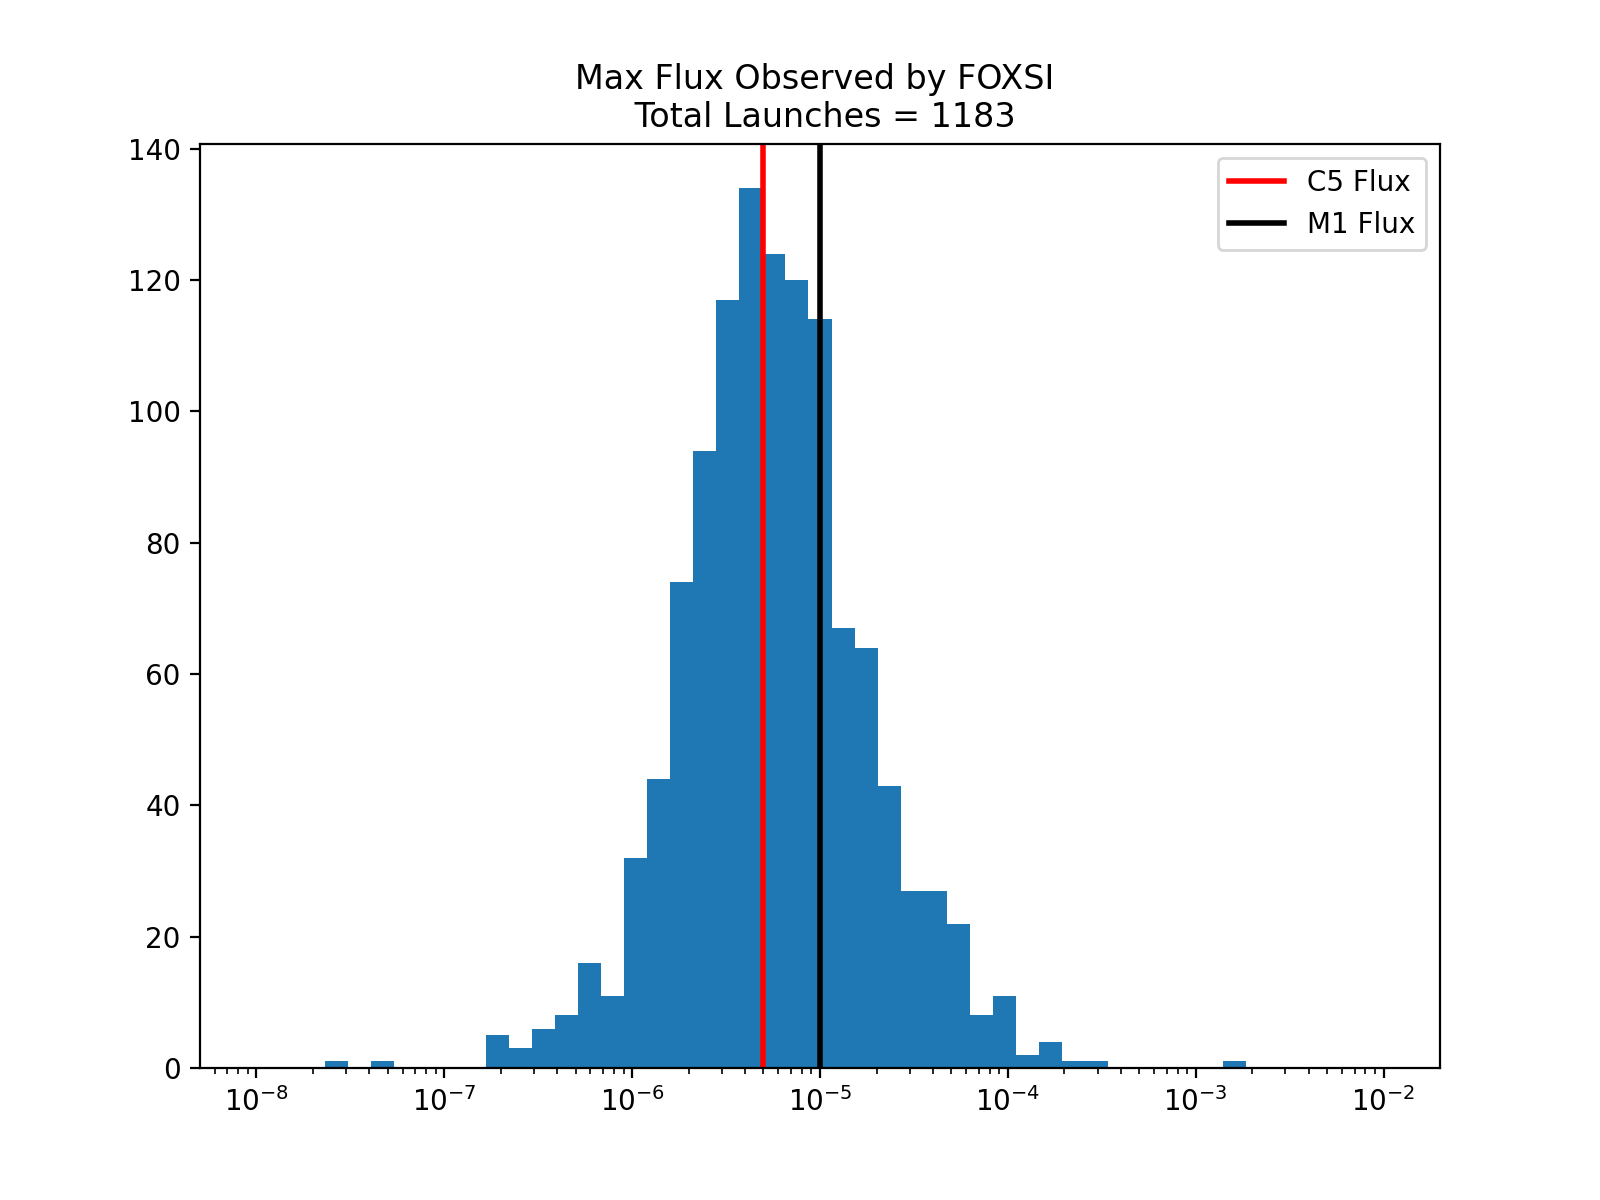 Max Flux Observed by FOXSI
Total Launches = 1183
C5 Flux
M1 Flux
140
120
100
80
60
40
20
0
10⁻⁸ 10⁻⁷ 10⁻⁶ 10⁻⁵ 10⁻⁴ 10⁻³ 10⁻²